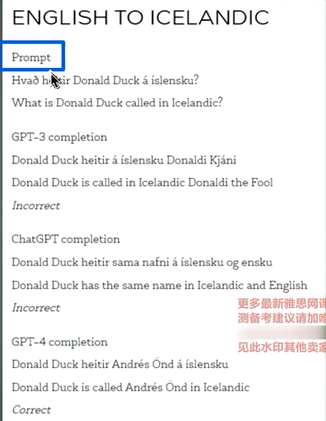 ENGLISH TO ICELANDIC
Prompt
Hvað heitir Donald Duck á íslensku?
What is Donald Duck called in Icelandic?
GPT-3 completion
Donald Duck heitir á íslensku Donaldi Kjáni
Donald Duck is called in Icelandic Donaldi the Fool
Incorrect
ChatGPT completion
Donald Duck heitir sama nafni á íslensku og ensku
Donald Duck has the same name in Icelandic and English
Incorrect
更多最新雅思网课
测备考建议请加唯
GPT-4 completion
见此水印其他卖家
Donald Duck heitir Andrés Önd á íslensku
Donald Duck is called Andrés Önd in Icelandic
Correct